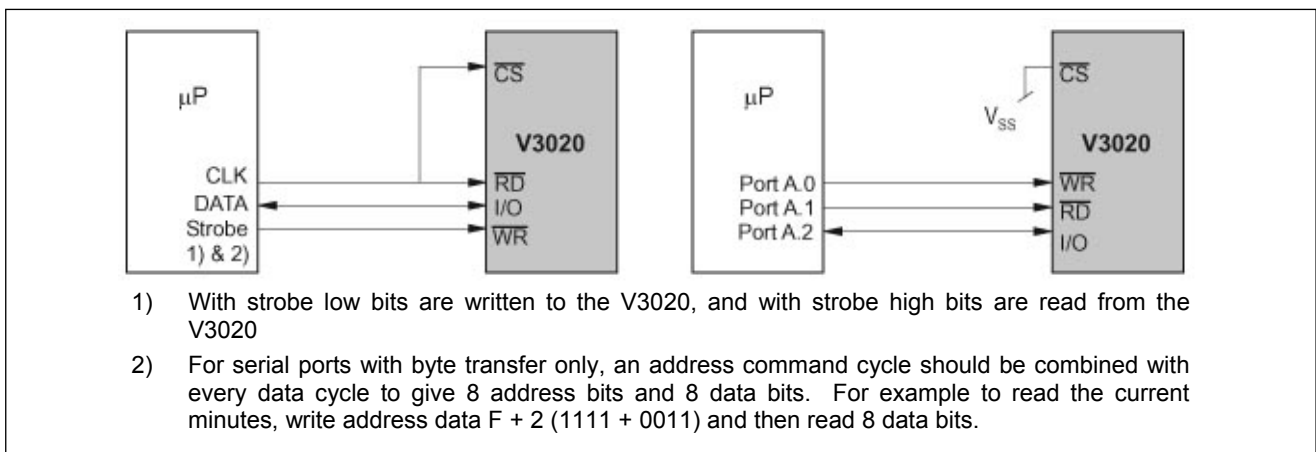 μP
CLK
DATA
Strobe
1) & 2)
CS
V3020
RD
I/O
WR
μP
Port A.0
Port A.1
Port A.2
VSS
CS
V3020
WR
RD
I/O
1) With strobe low bits are written to the V3020, and with strobe high bits are read from the
V3020
2) For serial ports with byte transfer only, an address command cycle should be combined with
every data cycle to give 8 address bits and 8 data bits. For example to read the current
minutes, write address data F + 2 (1111 + 0011) and then read 8 data bits.